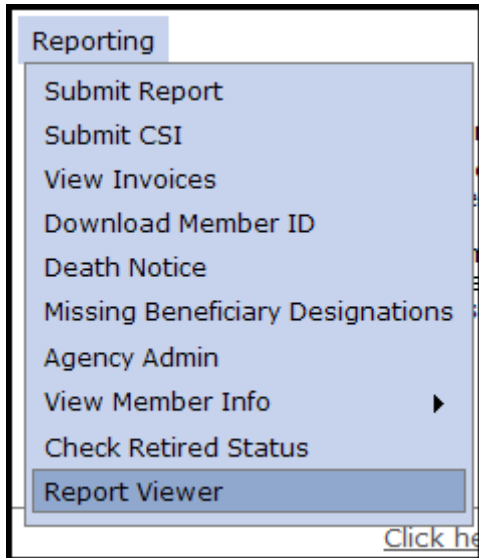 Reporting
Submit Report
Submit CSI
View Invoices
Download Member ID
Death Notice
Missing Beneficiary Designations
Agency Admin
View Member Info
Check Retired Status
Report Viewer
Click he